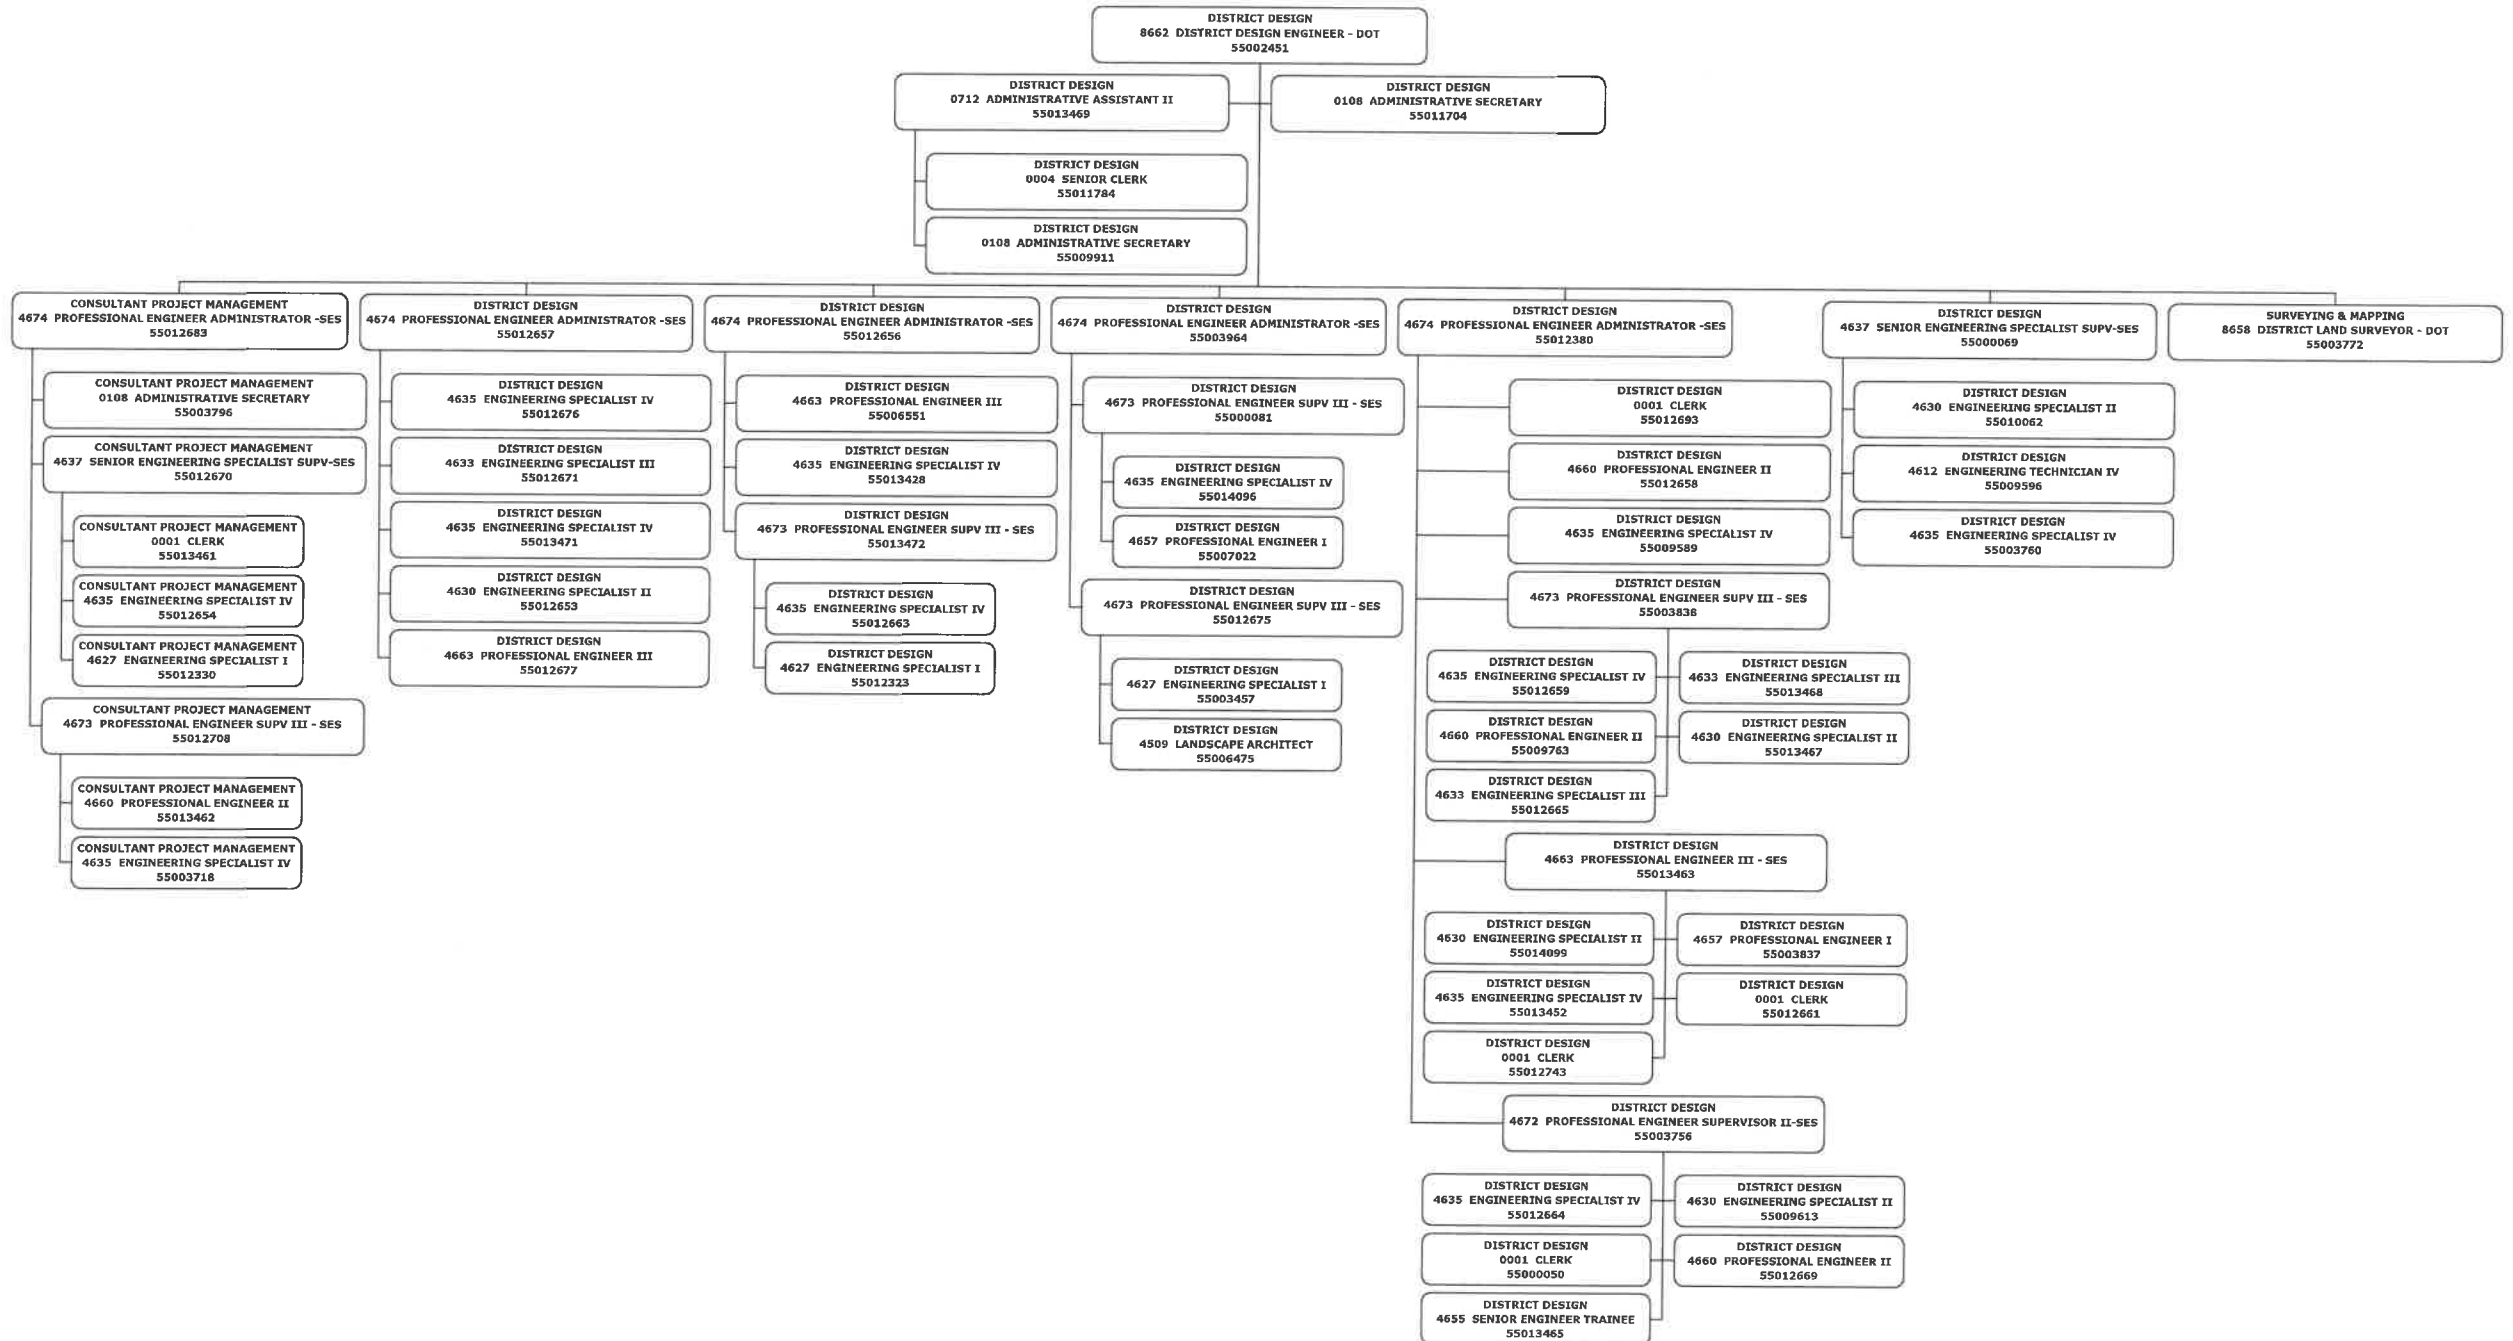 DISTRICT DESIGN
8662 DISTRICT DESIGN ENGINEER - DOT
55002451
DISTRICT DESIGN
0712 ADMINISTRATIVE ASSISTANT II
55013469
DISTRICT DESIGN
0108 ADMINISTRATIVE SECRETARY
55011704
DISTRICT DESIGN
0004 SENIOR CLERK
55011784
DISTRICT DESIGN
0108 ADMINISTRATIVE SECRETARY
55009911
CONSULTANT PROJECT MANAGEMENT
4674 PROFESSIONAL ENGINEER ADMINISTRATOR -SES
55012683
CONSULTANT PROJECT MANAGEMENT
0108 ADMINISTRATIVE SECRETARY
55003796
CONSULTANT PROJECT MANAGEMENT
4637 SENIOR ENGINEERING SPECIALIST SUPV-SES
55012670
CONSULTANT PROJECT MANAGEMENT
0001 CLERK
55013461
CONSULTANT PROJECT MANAGEMENT
4635 ENGINEERING SPECIALIST IV
55012654
CONSULTANT PROJECT MANAGEMENT
4627 ENGINEERING SPECIALIST I
55012330
CONSULTANT PROJECT MANAGEMENT
4673 PROFESSIONAL ENGINEER SUPV III - SES
55012708
CONSULTANT PROJECT MANAGEMENT
4660 PROFESSIONAL ENGINEER II
55013462
CONSULTANT PROJECT MANAGEMENT
4635 ENGINEERING SPECIALIST IV
55003718
DISTRICT DESIGN
4674 PROFESSIONAL ENGINEER ADMINISTRATOR -SES
55012657
DISTRICT DESIGN
4635 ENGINEERING SPECIALIST IV
55012676
DISTRICT DESIGN
4633 ENGINEERING SPECIALIST III
55012671
DISTRICT DESIGN
4635 ENGINEERING SPECIALIST IV
55013471
DISTRICT DESIGN
4630 ENGINEERING SPECIALIST II
55012653
DISTRICT DESIGN
4663 PROFESSIONAL ENGINEER III
55012677
DISTRICT DESIGN
4674 PROFESSIONAL ENGINEER ADMINISTRATOR -SES
55012656
DISTRICT DESIGN
4663 PROFESSIONAL ENGINEER III
55006551
DISTRICT DESIGN
4635 ENGINEERING SPECIALIST IV
55013428
DISTRICT DESIGN
4673 PROFESSIONAL ENGINEER SUPV III - SES
55013472
DISTRICT DESIGN
4635 ENGINEERING SPECIALIST IV
55012663
DISTRICT DESIGN
4627 ENGINEERING SPECIALIST I
55012323
DISTRICT DESIGN
4674 PROFESSIONAL ENGINEER ADMINISTRATOR -SES
55003964
DISTRICT DESIGN
4673 PROFESSIONAL ENGINEER SUPV III - SES
55000081
DISTRICT DESIGN
4635 ENGINEERING SPECIALIST IV
55014096
DISTRICT DESIGN
4657 PROFESSIONAL ENGINEER I
55007022
DISTRICT DESIGN
4673 PROFESSIONAL ENGINEER SUPV III - SES
55012675
DISTRICT DESIGN
4627 ENGINEERING SPECIALIST I
55003457
DISTRICT DESIGN
4509 LANDSCAPE ARCHITECT
55006475
DISTRICT DESIGN
4674 PROFESSIONAL ENGINEER ADMINISTRATOR -SES
55012380
DISTRICT DESIGN
0001 CLERK
55012693
DISTRICT DESIGN
4660 PROFESSIONAL ENGINEER II
55012658
DISTRICT DESIGN
4635 ENGINEERING SPECIALIST IV
55009589
DISTRICT DESIGN
4673 PROFESSIONAL ENGINEER SUPV III - SES
55003838
DISTRICT DESIGN
4635 ENGINEERING SPECIALIST IV
55012659
DISTRICT DESIGN
4633 ENGINEERING SPECIALIST III
55013468
DISTRICT DESIGN
4660 PROFESSIONAL ENGINEER II
55009763
DISTRICT DESIGN
4630 ENGINEERING SPECIALIST II
55013467
DISTRICT DESIGN
4633 ENGINEERING SPECIALIST III
55012665
DISTRICT DESIGN
4663 PROFESSIONAL ENGINEER III - SES
55013463
DISTRICT DESIGN
4630 ENGINEERING SPECIALIST II
55014099
DISTRICT DESIGN
4657 PROFESSIONAL ENGINEER I
55003837
DISTRICT DESIGN
4635 ENGINEERING SPECIALIST IV
55013452
DISTRICT DESIGN
0001 CLERK
55012661
DISTRICT DESIGN
0001 CLERK
55012743
DISTRICT DESIGN
4672 PROFESSIONAL ENGINEER SUPERVISOR II-SES
55003756
DISTRICT DESIGN
4635 ENGINEERING SPECIALIST IV
55012664
DISTRICT DESIGN
4630 ENGINEERING SPECIALIST II
55009613
DISTRICT DESIGN
0001 CLERK
55000050
DISTRICT DESIGN
4660 PROFESSIONAL ENGINEER II
55012669
DISTRICT DESIGN
4655 SENIOR ENGINEER TRAINEE
55013465
DISTRICT DESIGN
4637 SENIOR ENGINEERING SPECIALIST SUPV-SES
55000069
DISTRICT DESIGN
4630 ENGINEERING SPECIALIST II
55010062
DISTRICT DESIGN
4612 ENGINEERING TECHNICIAN IV
55009596
DISTRICT DESIGN
4635 ENGINEERING SPECIALIST IV
55003760
SURVEYING & MAPPING
8658 DISTRICT LAND SURVEYOR - DOT
55003772